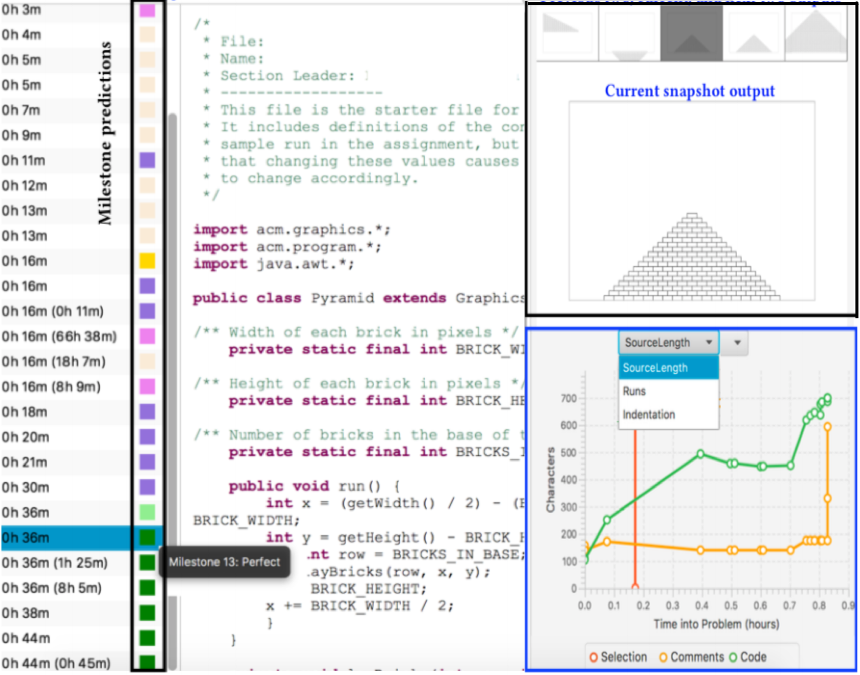 0h 3m
0h 4m
0h 5m
0h 5m
0h 7m
0h 9m
0h 11m
0h 12m
0h 13m
0h 13m
0h 16m
0h 16m
0h 16m (0h 11m)
0h 16m (66h 38m)
0h 16m (18h 7m)
0h 16m (8h 9m)
0h 18m
0h 20m
0h 21m
0h 30m
0h 36m
0h 36m
0h 36m (1h 25m)
0h 36m (8h 5m)
0h 38m
0h 44m
0h 44m (0h 45m)
Milestone predictions
Milestone 13: Perfect
/*
* File:
* Name:
* Section Leader:
* ------------------
* This file is the starter file for
* It includes definitions of the con
* sample run in the assignment, but
* that changing these values causes
* to change accordingly.
*/
import acm.graphics.*;
import acm.program.*;
import java.awt.*;
public class Pyramid extends Graphics
/** Width of each brick in pixels */
private static final int BRICK_WI
/** Height of each brick in pixels */
private static final int BRICK_HE
/** Number of bricks in the base of t
private static final int BRICKS_I
public void run() {
int x = (getWidth() / 2) - (B
BRICK_WIDTH;
int y = getHeight() - BRICK_H
nt row = BRICKS_IN_BASE;
ayBricks(row, x, y);
BRICK_HEIGHT;
x += BRICK_WIDTH / 2;
}
}
Current snapshot output
SourceLength
SourceLength
Runs
Indentation
Characters
700
600
500
400
300
200
100
0
0.0 0.1 0.2 0.3 0.4 0.5 0.6 0.7 0.8 0.9
Time into Problem (hours)
Selection Comments Code